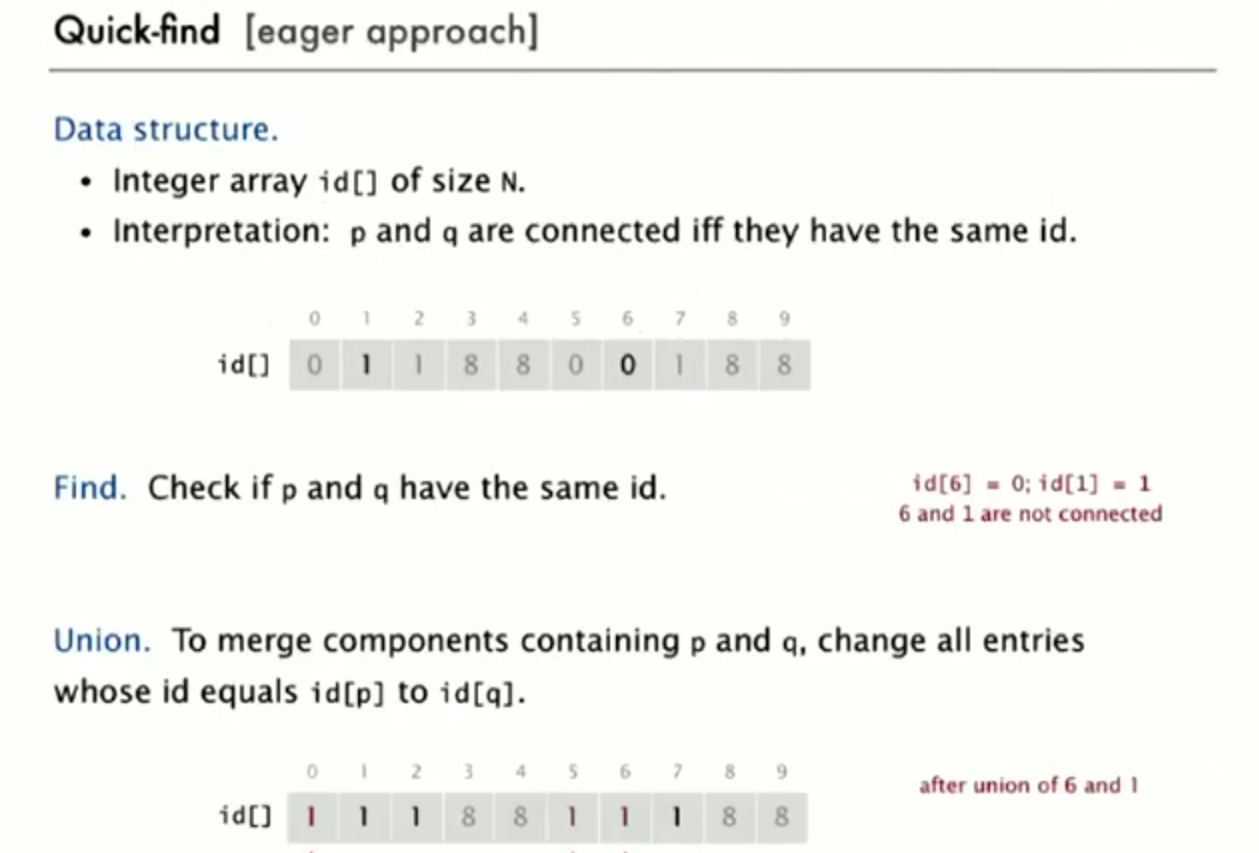 Quick-find [eager approach]
Data structure.
• Integer array id[] of size N.
• Interpretation: p and q are connected iff they have the same id.
0 1 2 3 4 5 6 7 8 9
id[] 0 1 1 8 8 0 0 1 8 8
Find. Check if p and q have the same id.
id[6] = 0; id[1] = 1
6 and 1 are not connected
Union. To merge components containing p and q, change all entries
whose id equals id[p] to id[q].
0 1 2 3 4 5 6 7 8 9
id[] 1 1 1 8 8 1 1 1 8 8
after union of 6 and 1